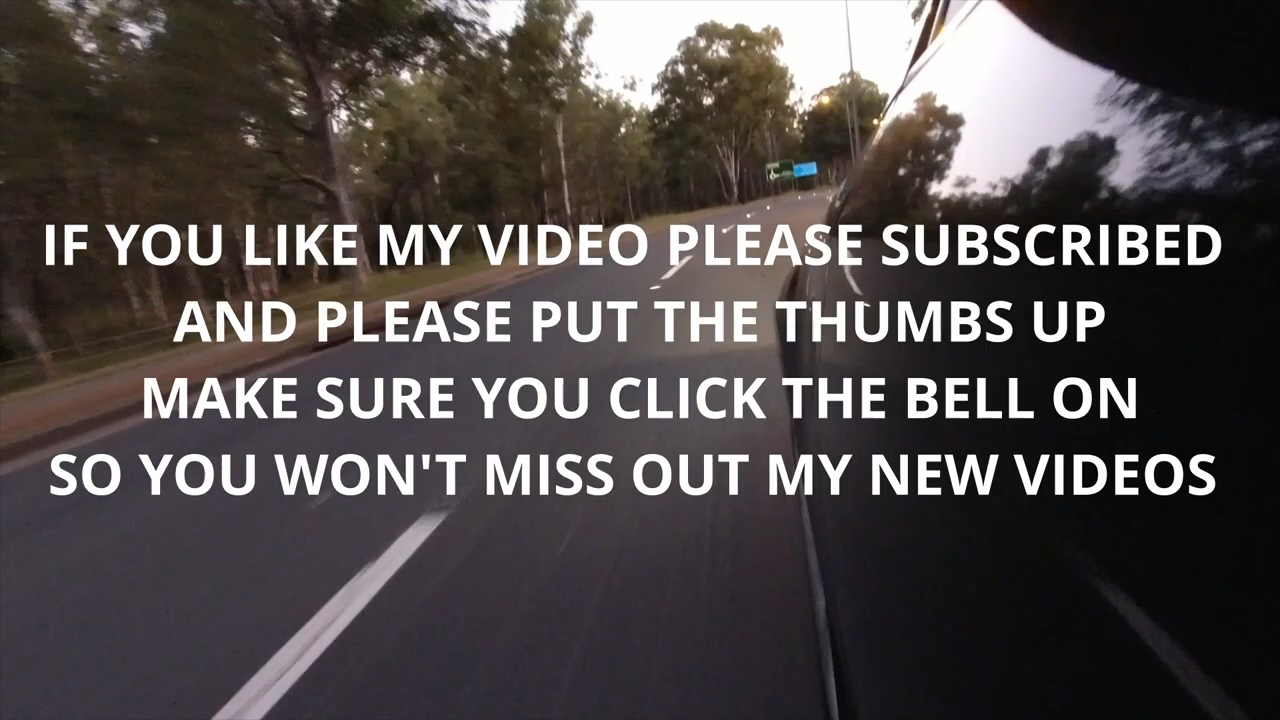 IF YOU LIKE MY VIDEO PLEASE SUBSCRIBED
AND PLEASE PUT THE THUMBS UP
MAKE SURE YOU CLICK THE BELL ON
SO YOU WON'T MISS OUT MY NEW VIDEOS